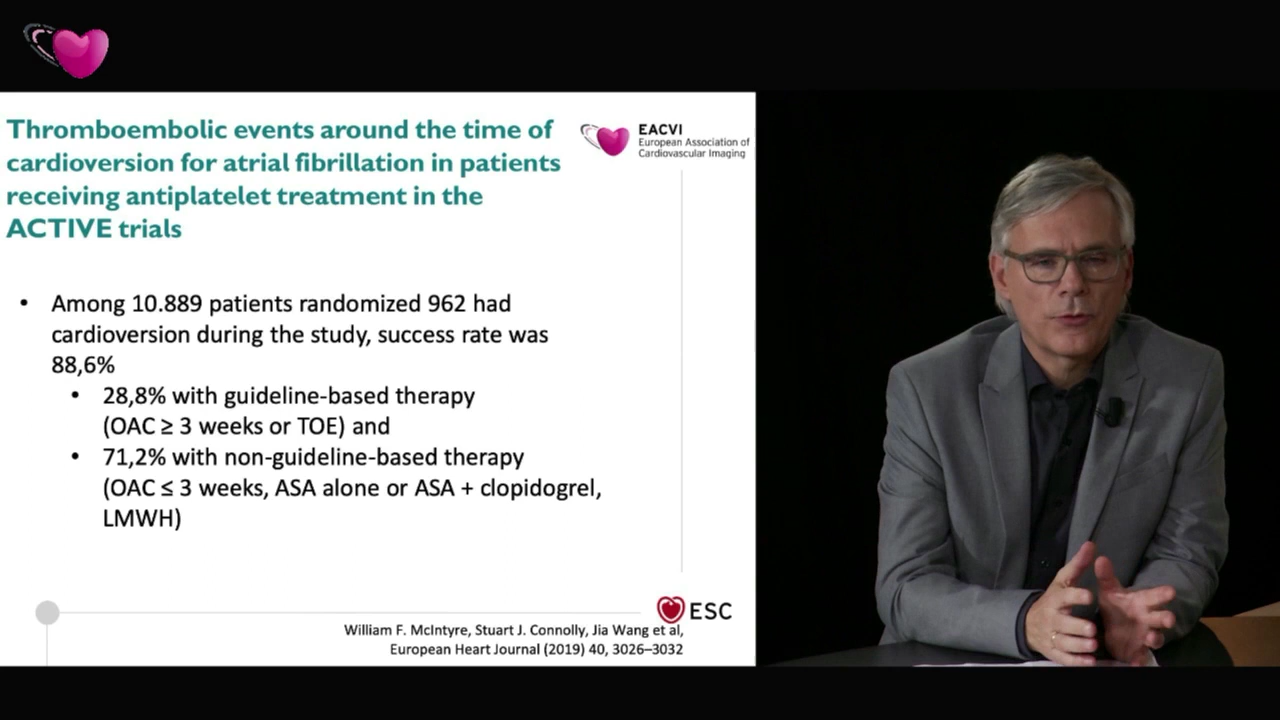 Thromboembolic events around the time of
cardioversion for atrial fibrillation in patients
receiving antiplatelet treatment in the
ACTIVE trials
EACVI
European Association of
Cardiovascular Imaging
• Among 10.889 patients randomized 962 had
cardioversion during the study, success rate was
88,6%
• 28,8% with guideline-based therapy
(OAC ≥ 3 weeks or TOE) and
• 71,2% with non-guideline-based therapy
(OAC ≤ 3 weeks, ASA alone or ASA + clopidogrel,
LMWH)
ESC
William F. McIntyre, Stuart J. Connolly, Jia Wang et al,
European Heart Journal (2019) 40, 3026–3032